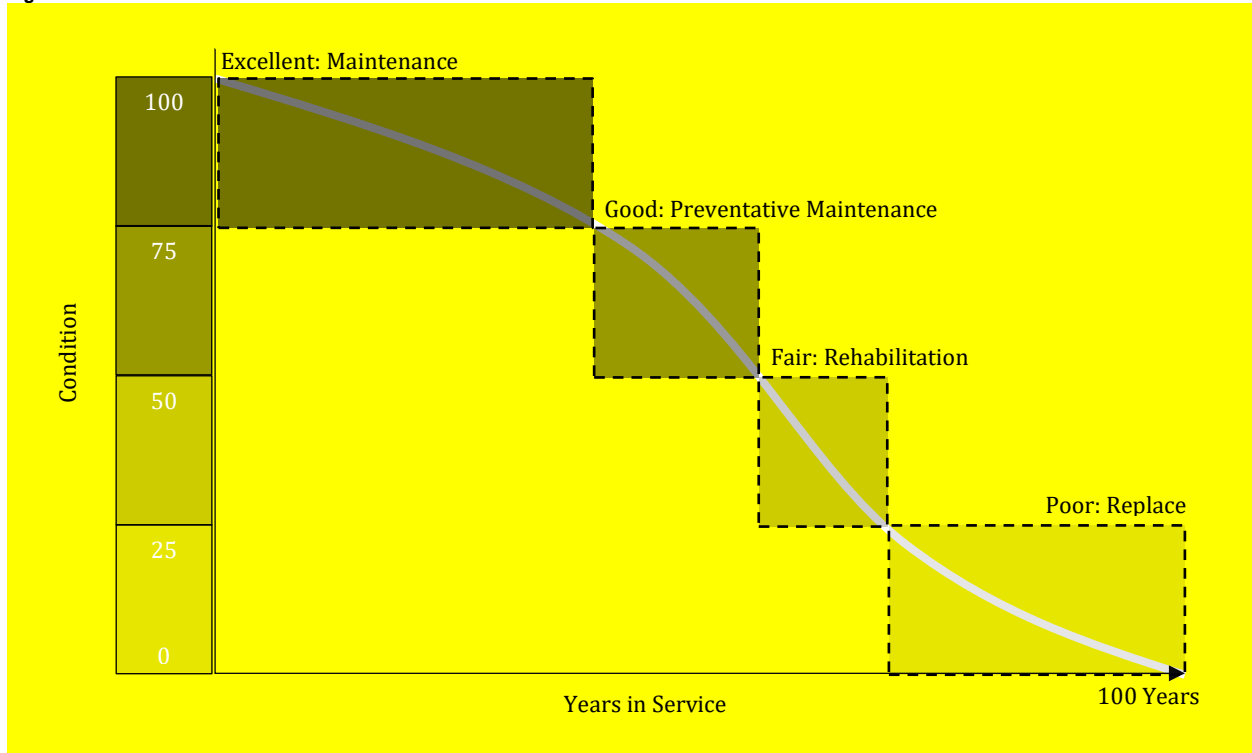 Excellent: Maintenance
100
Good: Preventative Maintenance
75
Condition
Fair: Rehabilitation
50
Poor: Replace
25
0
Years in Service
100 Years